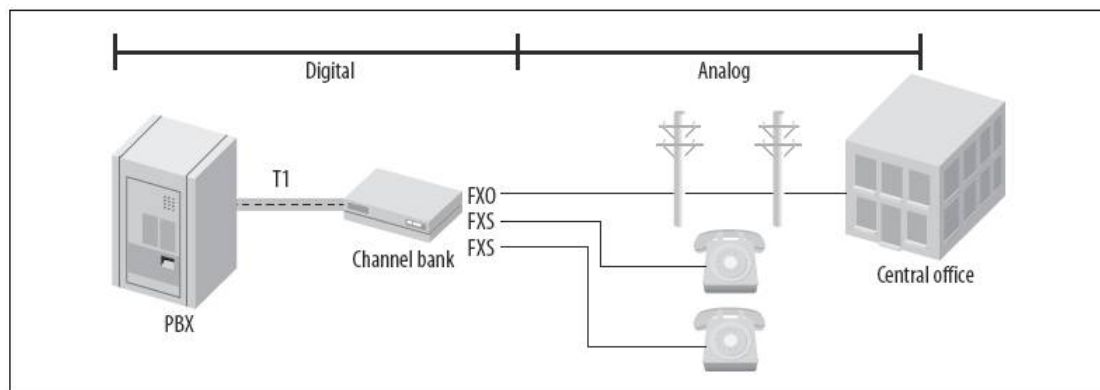 Digital
Analog
T1
FXO
FXS
FXS
Channel bank
PBX
Central office